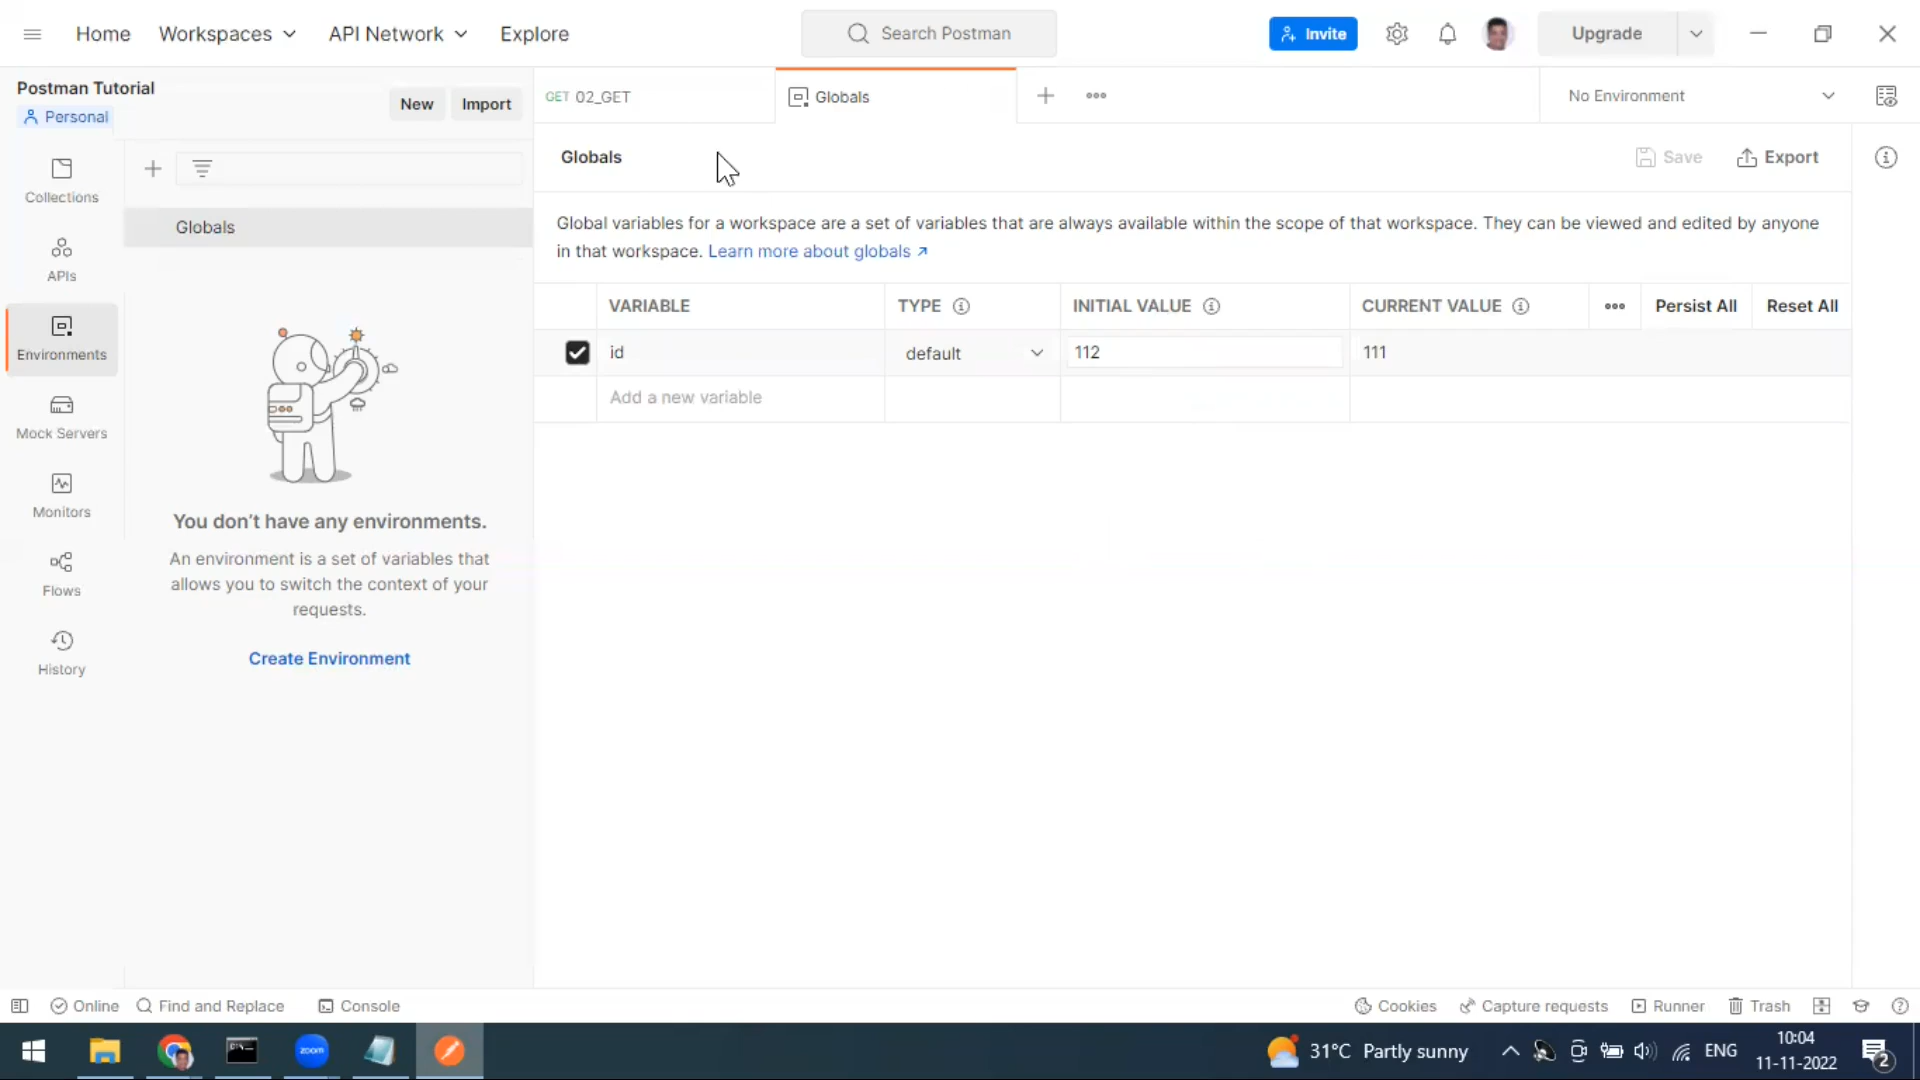 Home
Workspaces
API Network
Explore
Search Postman
Invite
Upgrade
Postman Tutorial
Personal
New
Import
GET 02_GET
Globals
No Environment
Globals
Save
Export
Collections
APIs
Environments
Mock Servers
Monitors
Flows
History
Globals
You don't have any environments.
An environment is a set of variables that
allows you to switch the context of your
requests.
Create Environment
Global variables for a workspace are a set of variables that are always available within the scope of that workspace. They can be viewed and edited by anyone
in that workspace. Learn more about globals ↗
VARIABLE
TYPE
INITIAL VALUE
CURRENT VALUE
Persist All
Reset All
id
default
112
111
Add a new variable
Online
Find and Replace
Console
Cookies
Capture requests
Runner
Trash
zoom
31°C Partly sunny
ENG
10:04
11-11-2022
2